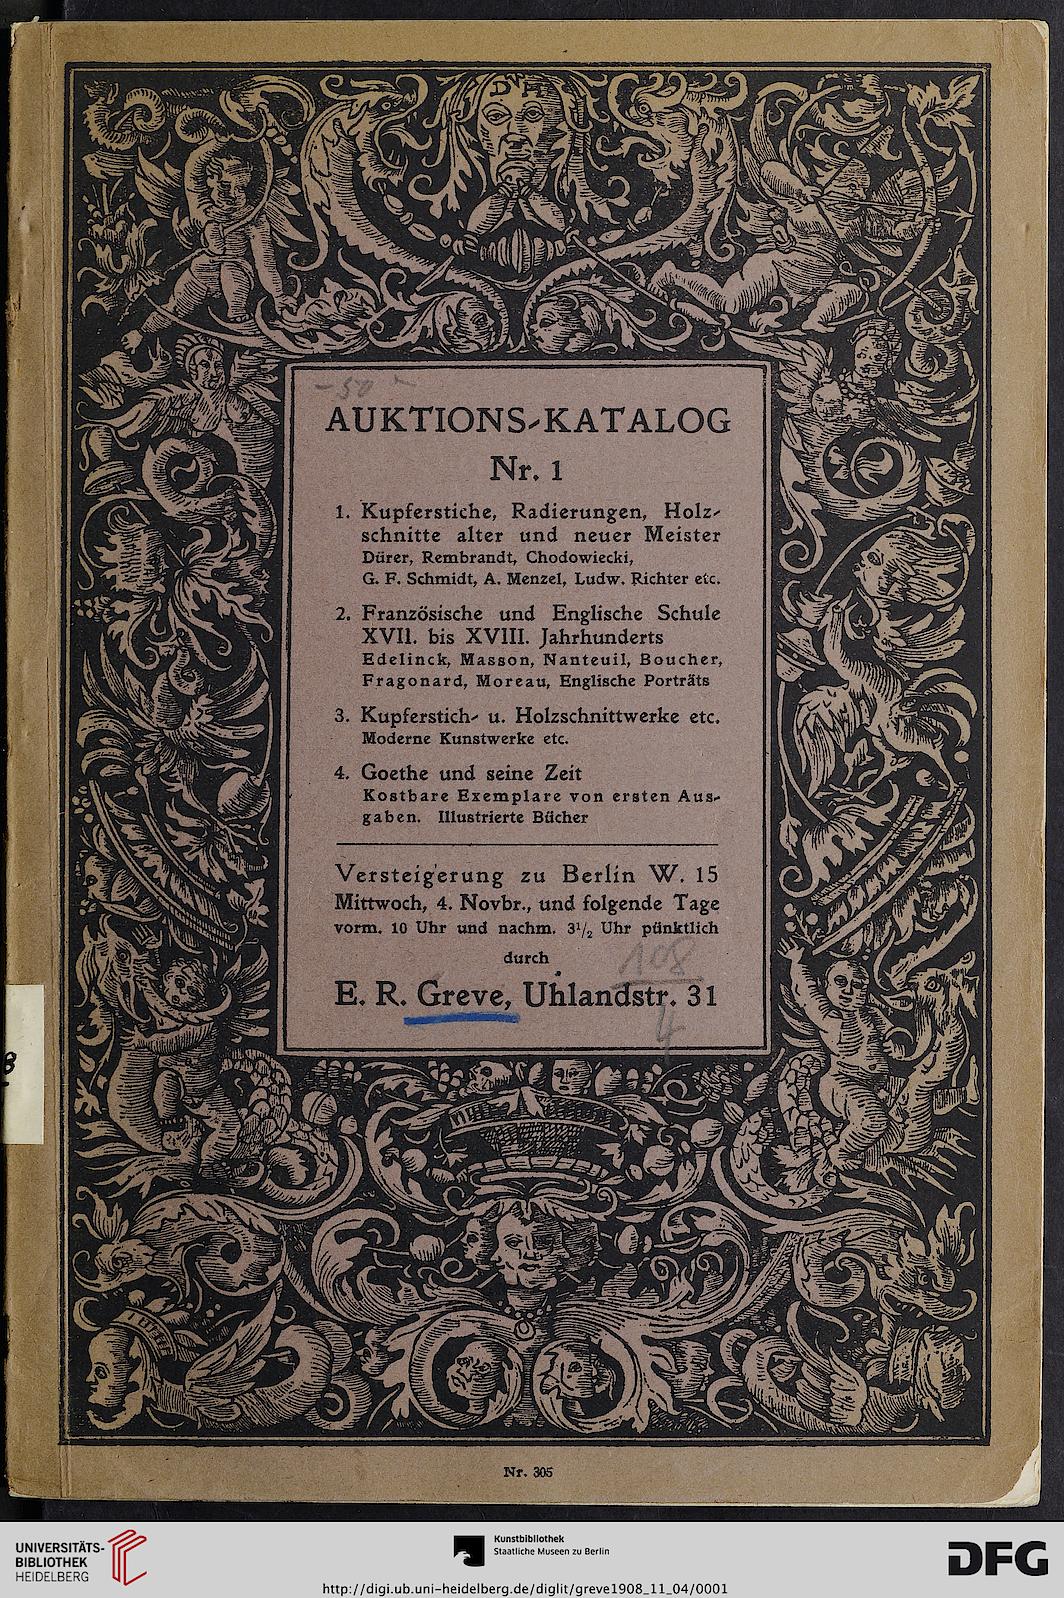 D H
- 50 -
AUKTIONS-KATALOG
Nr. 1
1. Kupferstiche, Radierungen, Holz-
schnitte alter und neuer Meister
Dürer, Rembrandt, Chodowiecki,
G. F. Schmidt, A. Menzel, Ludw. Richter etc.
2. Französische und Englische Schule
XVII. bis XVIII. Jahrhunderts
Edelinck, Masson, Nanteuil, Boucher,
Fragonard, Moreau, Englische Porträts
3. Kupferstich- u. Holzschnittwerke etc.
Moderne Kunstwerke etc.
4. Goethe und seine Zeit
Kostbare Exemplare von ersten Aus-
gaben. Illustrierte Bücher
Versteigerung zu Berlin W. 15
Mittwoch, 4. Novbr., und folgende Tage
vorm. 10 Uhr und nachm. 3½ Uhr pünktlich
durch
108
E. R. Greve, Uhlandstr. 31
4
8
Nr. 305
UNIVERSITÄTS-
BIBLIOTHEK
HEIDELBERG
Kunstbibliothek
Staatliche Museen zu Berlin
DFG
http://digi.ub.uni-heidelberg.de/diglit/greve1908_11_04/0001